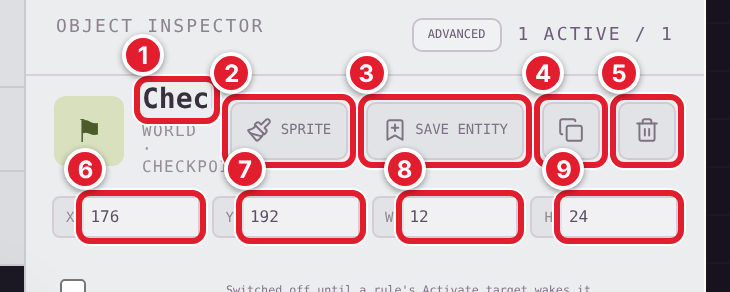 OBJECT INSPECTOR
ADVANCED
1 ACTIVE / 1
1
2
3
4
5
Chec
WORLD
·
SPRITE
SAVE ENTITY
6
7
8
9
X 176
Y 192
W 12
H 24
Switched off until a rule's Activate target wakes it